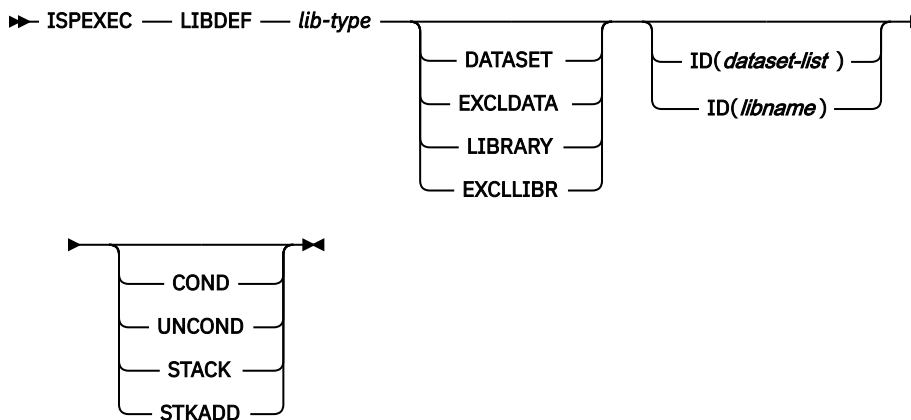 ISPEXEC LIBDEF lib-type
DATASET
EXCLDATA
LIBRARY
EXCLLIBR
ID(dataset-list )
ID(libname )
COND
UNCOND
STACK
STKADD